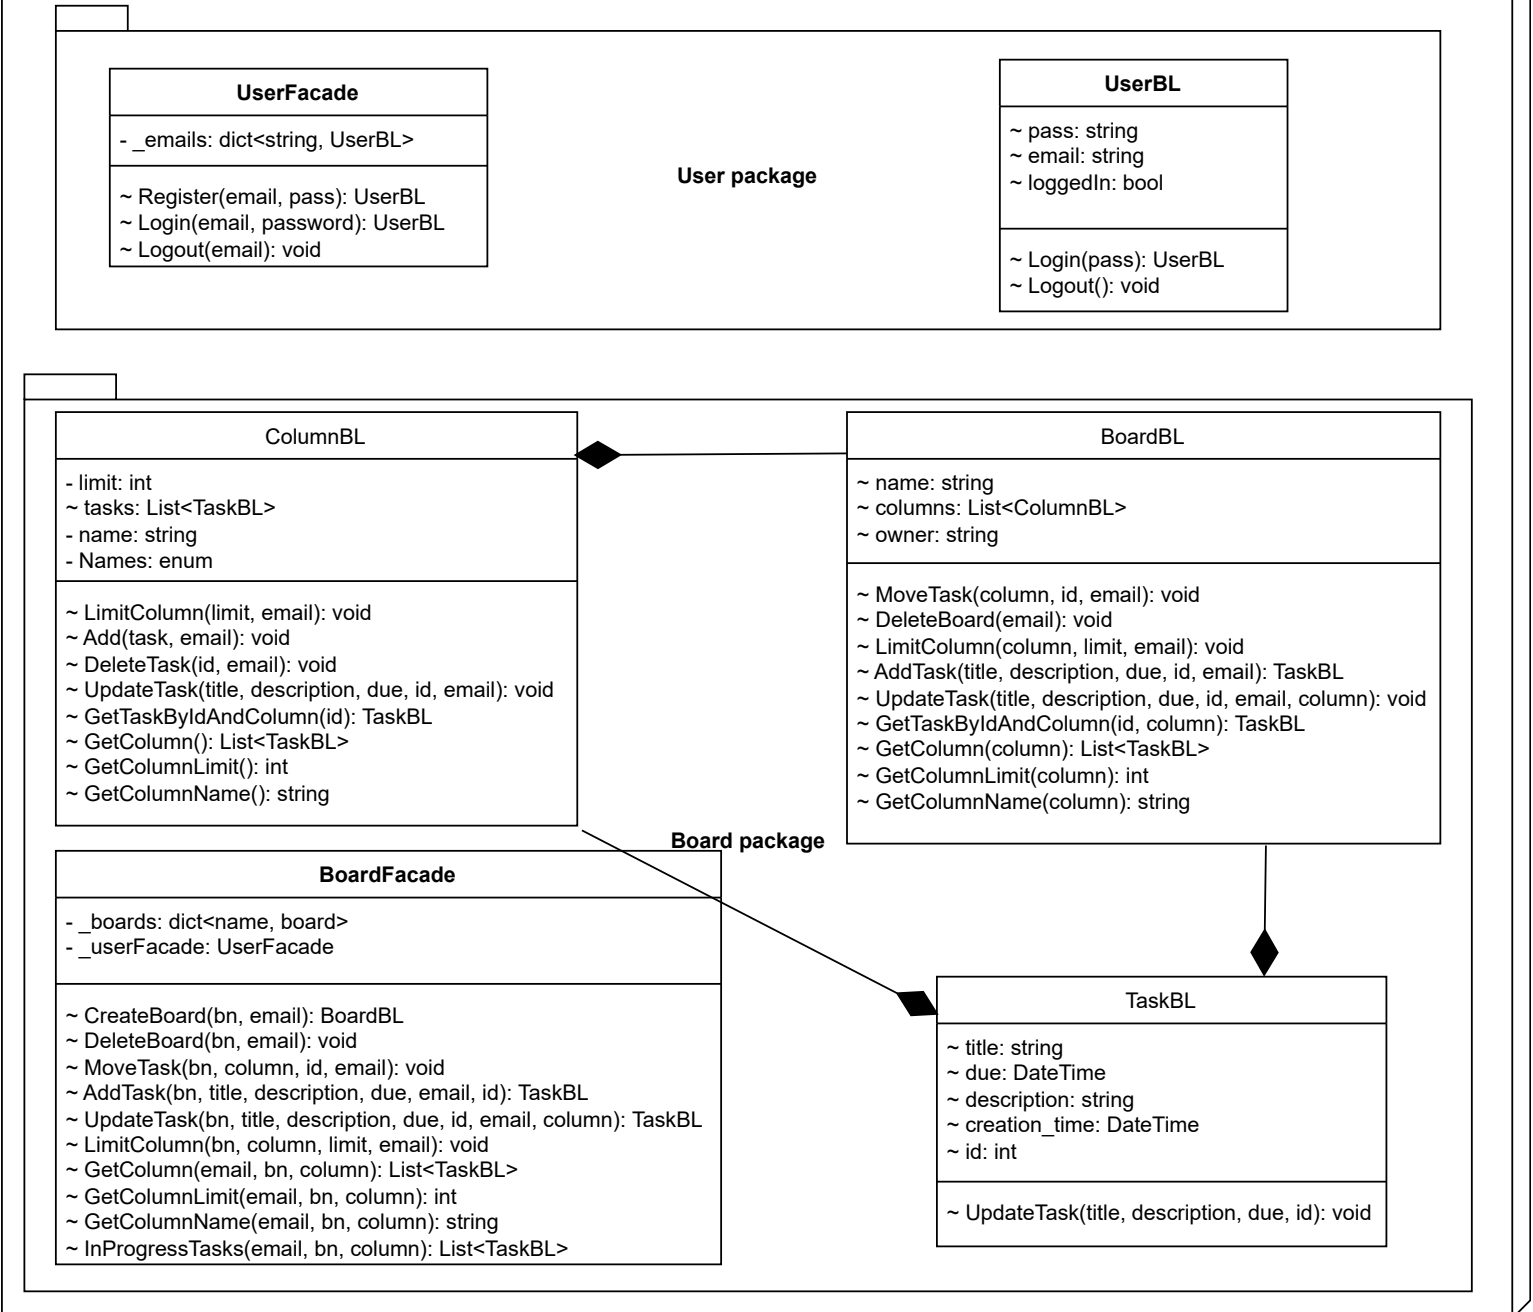 UserFacade
- _emails: dict<string, UserBL>
~ Register(email, pass): UserBL
~ Login(email, password): UserBL
~ Logout(email): void
User package
UserBL
~ pass: string
~ email: string
~ loggedIn: bool
~ Login(pass): UserBL
~ Logout(): void
ColumnBL
- limit: int
~ tasks: List<TaskBL>
- name: string
- Names: enum
~ LimitColumn(limit, email): void
~ Add(task, email): void
~ DeleteTask(id, email): void
~ UpdateTask(title, description, due, id, email): void
~ GetTaskByIdAndColumn(id): TaskBL
~ GetColumn(): List<TaskBL>
~ GetColumnLimit(): int
~ GetColumnName(): string
BoardBL
~ name: string
~ columns: List<ColumnBL>
~ owner: string
~ MoveTask(column, id, email): void
~ DeleteBoard(email): void
~ LimitColumn(column, limit, email): void
~ AddTask(title, description, due, id, email): TaskBL
~ UpdateTask(title, description, due, id, email, column): void
~ GetTaskByIdAndColumn(id, column): TaskBL
~ GetColumn(column): List<TaskBL>
~ GetColumnLimit(column): int
~ GetColumnName(column): string
Board package
BoardFacade
- _boards: dict<name, board>
- _userFacade: UserFacade
~ CreateBoard(bn, email): BoardBL
~ DeleteBoard(bn, email): void
~ MoveTask(bn, column, id, email): void
~ AddTask(bn, title, description, due, email, id): TaskBL
~ UpdateTask(bn, title, description, due, id, email, column): TaskBL
~ LimitColumn(bn, column, limit, email): void
~ GetColumn(email, bn, column): List<TaskBL>
~ GetColumnLimit(email, bn, column): int
~ GetColumnName(email, bn, column): string
~ InProgressTasks(email, bn, column): List<TaskBL>
TaskBL
~ title: string
~ due: DateTime
~ description: string
~ creation_time: DateTime
~ id: int
~ UpdateTask(title, description, due, id): void